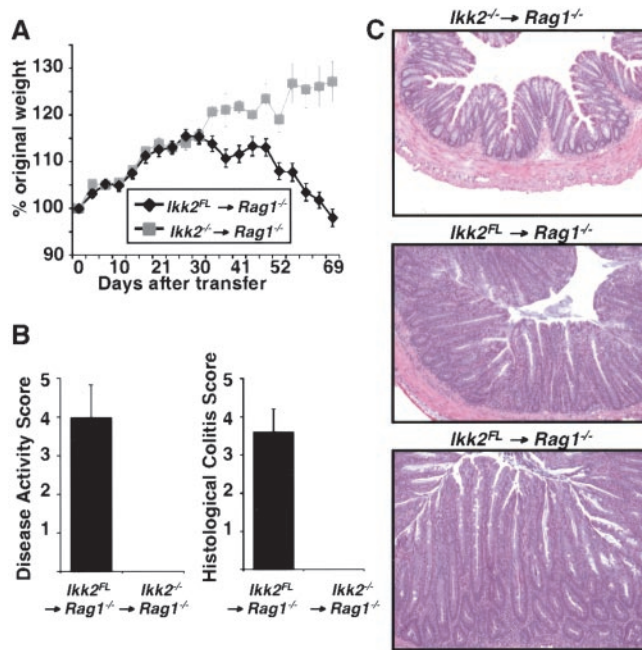 A
% original weight
130
120
110
100
90
Ikk2FL → Rag1-/-
Ikk2-/- → Rag1-/-
0 10 21 30 41 52 69
Days after transfer
B
Disease Activity Score
5
4
3
2
1
Ikk2FL Ikk2-/-
→ Rag1-/- → Rag1-/-
Histological Colitis Score
5
4
3
2
1
Ikk2FL Ikk2-/-
→ Rag1-/- → Rag1-/-
C
Ikk2-/- → Rag1-/-
Ikk2FL → Rag1-/-
Ikk2FL → Rag1-/-